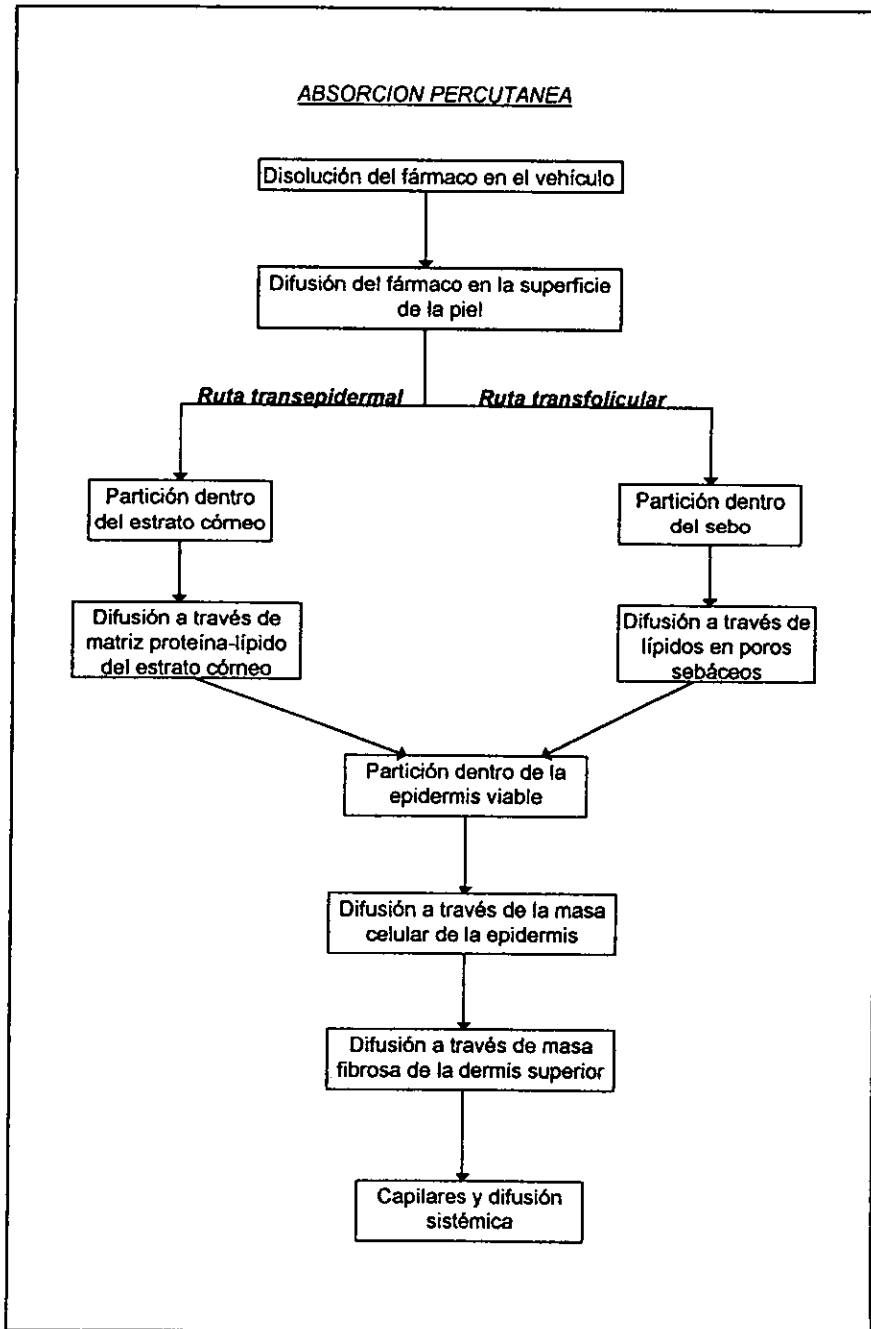 ABSORCION PERCUTANEA
Disolución del fármaco en el vehículo
Difusión del fármaco en la superficie
de la piel
Ruta transepidermal
Ruta transfolicular
Partición dentro
del estrato córneo
Partición dentro
del sebo
Difusión a través de
matriz proteína-lípido
del estrato córneo
Difusión a través de
lípidos en poros
sebáceos
Partición dentro de la
epidermis viable
Difusión a través de la masa
celular de la epidermis
Difusión a través de masa
fibrosa de la dermis superior
Capilares y difusión
sistémica